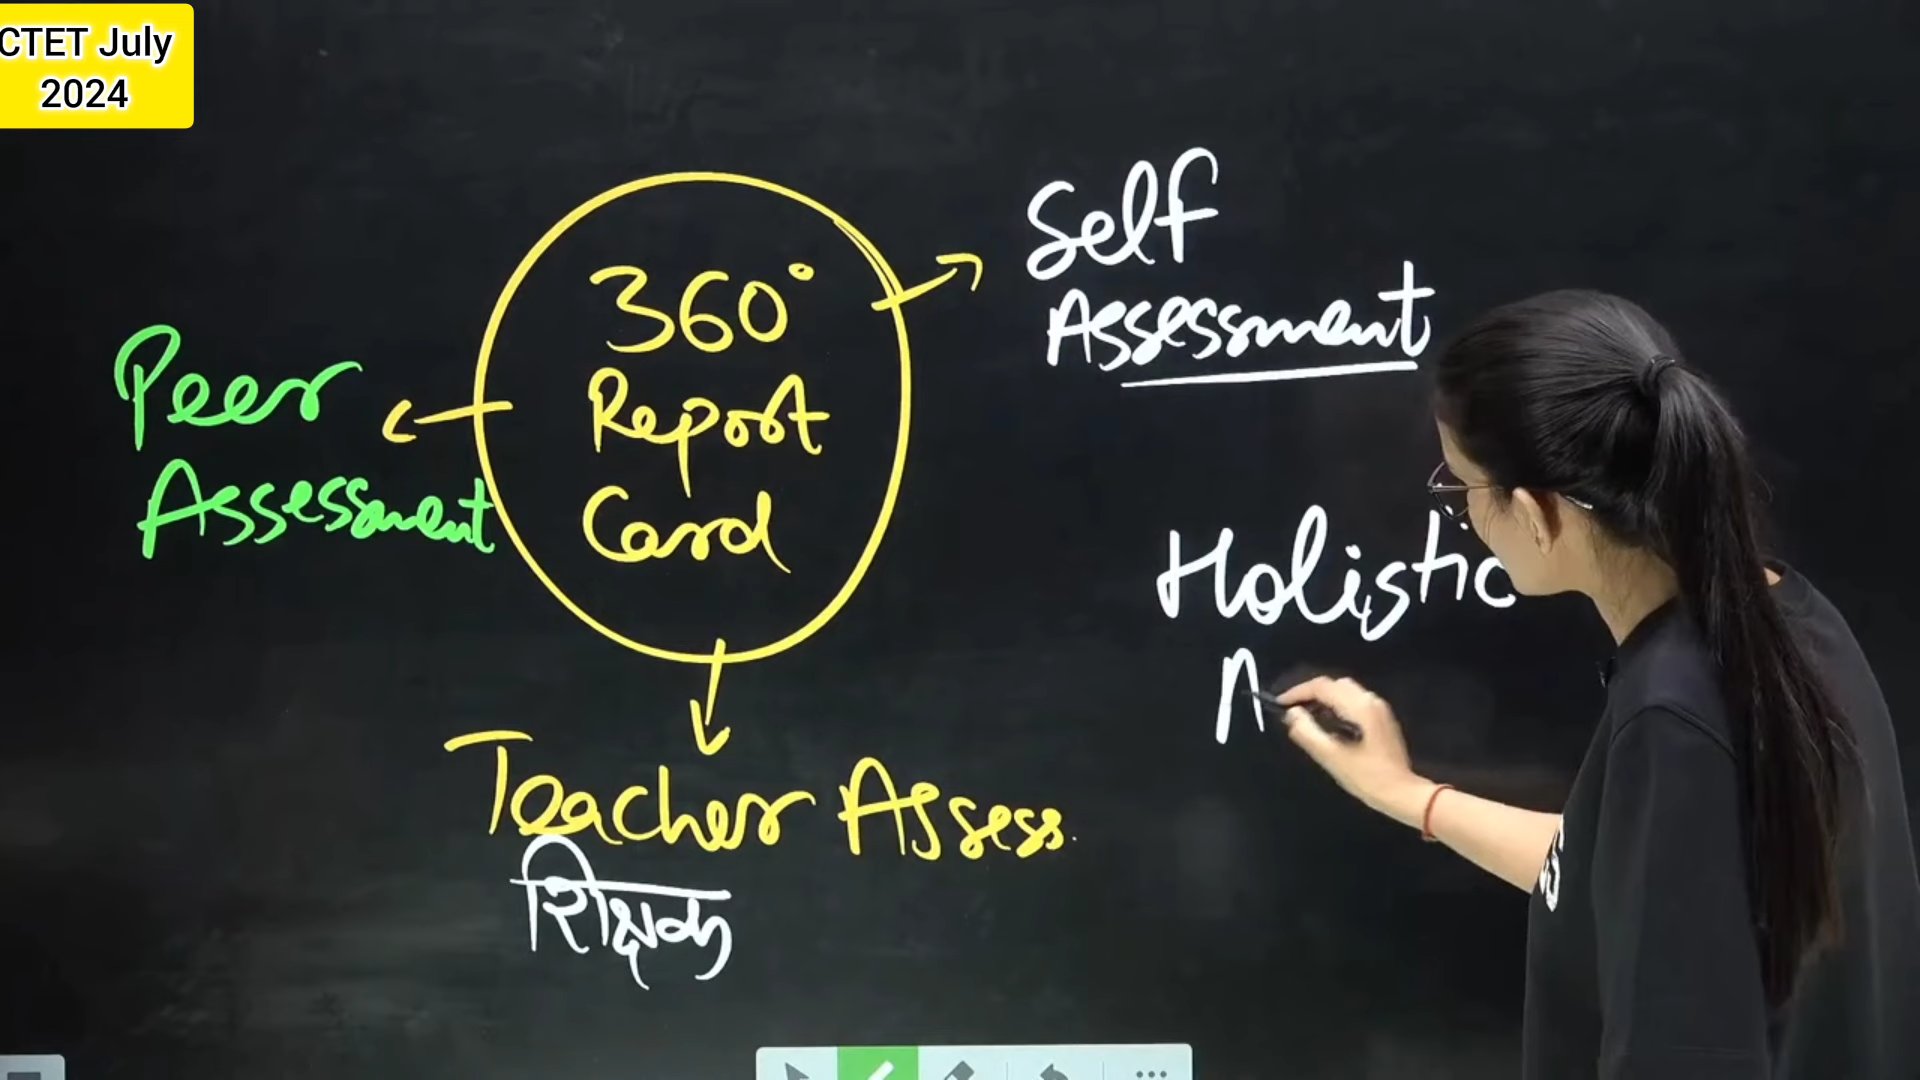 CTET July
2024
360°
Report
Card
Self
Assessment
Peer
Assessment
Holistic
A
Teacher Assess.
शिक्षक